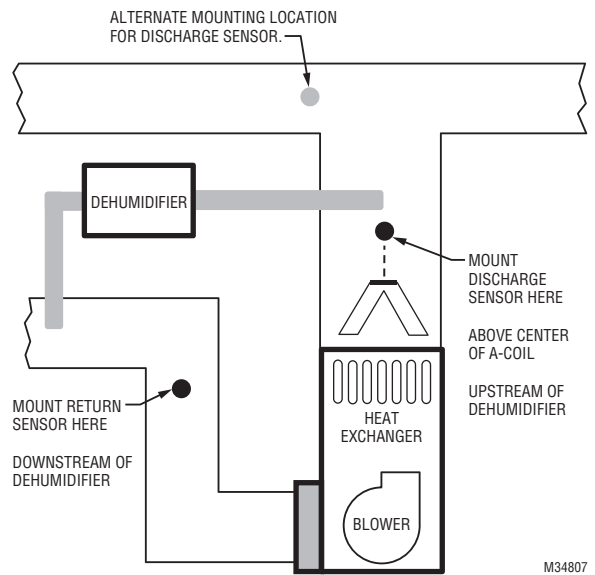 ALTERNATE MOUNTING LOCATION
FOR DISCHARGE SENSOR.
DEHUMIDIFIER
MOUNT
DISCHARGE
SENSOR HERE
ABOVE CENTER
OF A-COIL
UPSTREAM OF
DEHUMIDIFIER
MOUNT RETURN
SENSOR HERE
DOWNSTREAM OF
DEHUMIDIFIER
HEAT
EXCHANGER
BLOWER
M34807